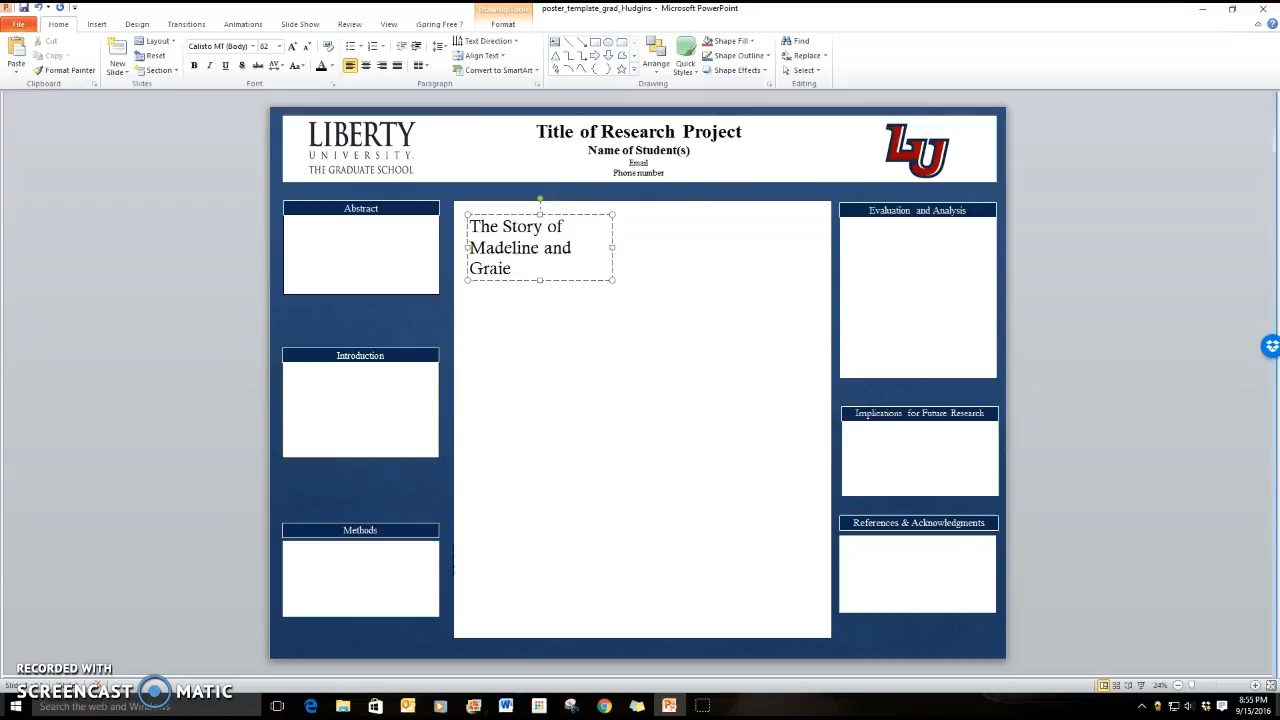 Drawing Tools
poster_template_grad_Hudgins - Microsoft PowerPoint
File Home Insert Design Transitions Animations Slide Show Review View iSpring Free 7 Format
Paste
Cut
Copy
Format Painter
Clipboard
New Slide
Layout
Reset
Section
Slides
Calisto MT (Body) 82
Font
Paragraph
Text Direction
Align Text
Convert to SmartArt
Arrange
Quick Styles
Shape Fill
Shape Outline
Shape Effects
Drawing
Find
Replace
Select
Editing
LIBERTY
UNIVERSITY.
THE GRADUATE SCHOOL
Title of Research Project
Name of Student(s)
Email
Phone number
LU
Abstract
Introduction
Methods
The Story of
Madeline and
Graie
Evaluation and Analysis
Implications for Future Research
References & Acknowledgments
RECORDED WITH
SCREENCAST MATIC
24%
Search the web and Windows
8:55 PM
9/15/2016